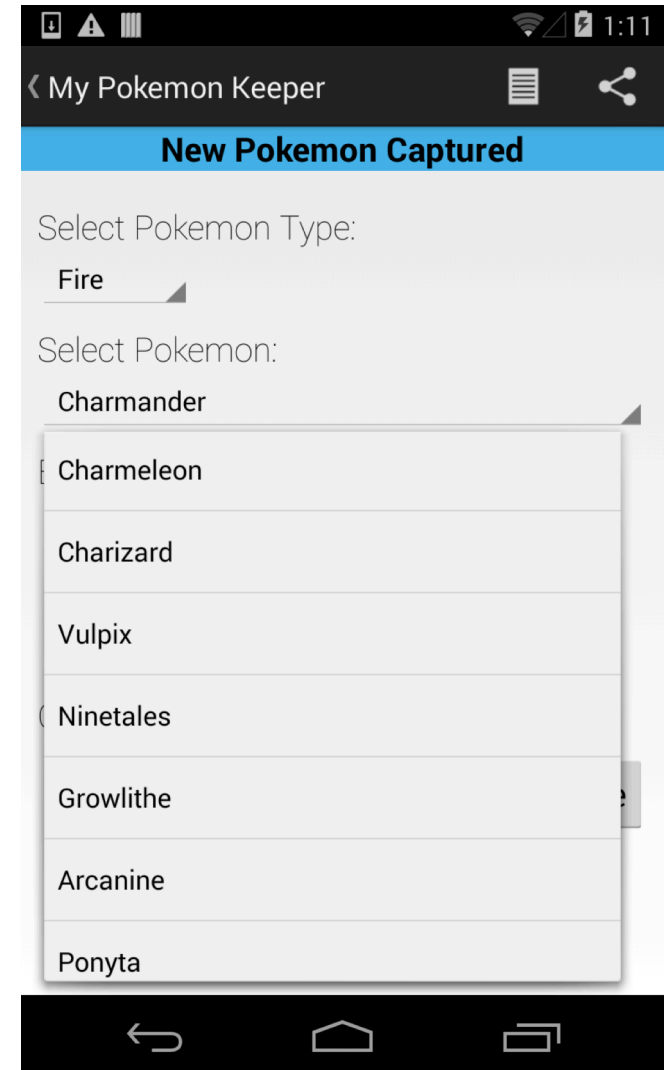 1:11
My Pokemon Keeper
New Pokemon Captured
Select Pokemon Type:
Fire
Select Pokemon:
Charmander
Charmeleon
Charizard
Vulpix
Ninetales
Growlithe
Arcanine
Ponyta